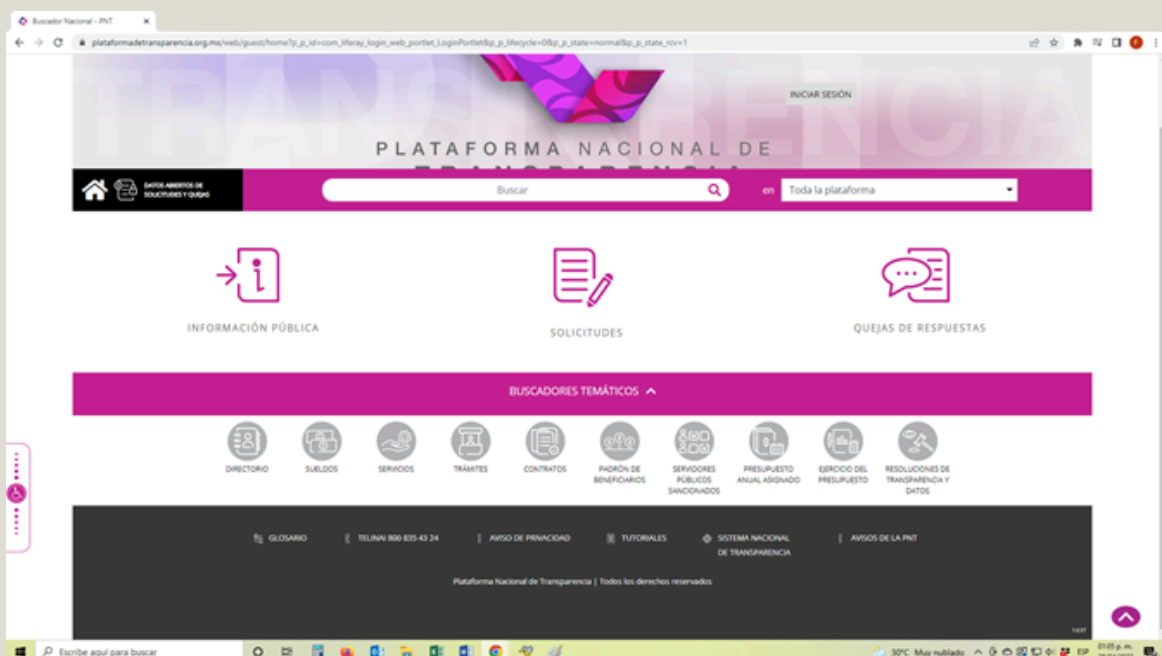 Buscador Nacional - PNT
plataformadetransparencia.org.mx/web/guest/home?p_p_id=com_liferay_login_web_portlet_LoginPortlet&p_p_lifecycle=0&p_p_state=normal&p_p_state_rcv=1
TRANSPARENCIA
INICIAR SESIÓN
PLATAFORMA NACIONAL DE
TRANSPARENCIA
DATOS ABIERTOS DE
SOLICITUDES Y QUEJAS
Buscar
en
Toda la plataforma
INFORMACIÓN PÚBLICA
SOLICITUDES
QUEJAS DE RESPUESTAS
BUSCADORES TEMÁTICOS
DIRECTORIO
SUELDOS
SERVICIOS
TRÁMITES
CONTRATOS
PADRÓN DE
BENEFICIARIOS
SERVIDORES
PÚBLICOS
SANCIONADOS
PRESUPUESTO
ANUAL ASIGNADO
EJERCICIO DEL
PRESUPUESTO
RESOLUCIONES DE
TRANSPARENCIA Y
DATOS
GLOSARIO
TELINAI 800 835-43 24
AVISO DE PRIVACIDAD
TUTORIALES
SISTEMA NACIONAL
DE TRANSPARENCIA
AVISOS DE LA PNT
Plataforma Nacional de Transparencia | Todos los derechos reservados
Escribe aquí para buscar
30°C Muy nublado
ESP
01:05 p. m.